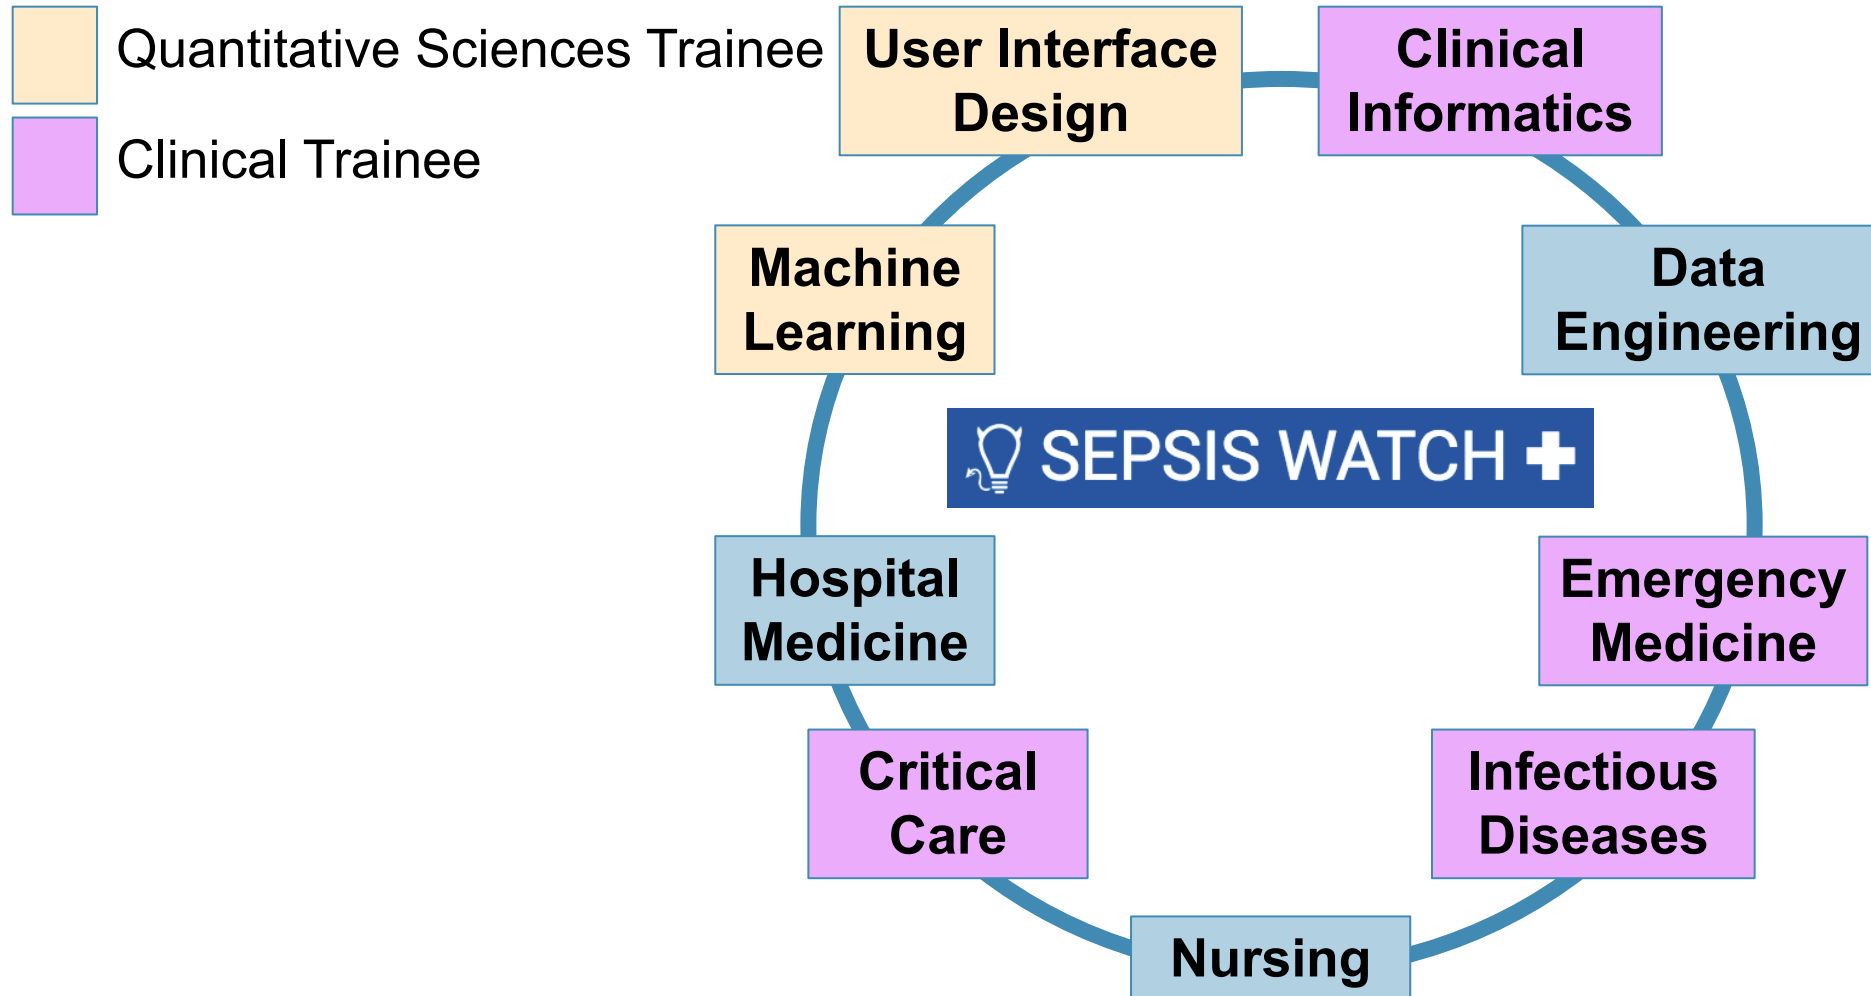 Quantitative Sciences Trainee
Clinical Trainee
User Interface
Design
Clinical
Informatics
Machine
Learning
Data
Engineering
SEPSIS WATCH
Hospital
Medicine
Emergency
Medicine
Critical
Care
Infectious
Diseases
Nursing